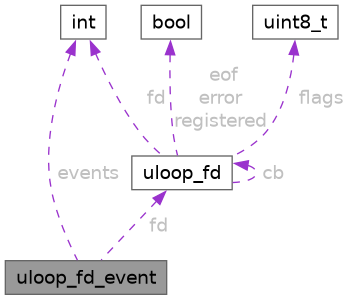 int
bool
uint8_t
eof
fd
error
flags
registered
events
uloop_fd
cb
fd
uloop_fd_event